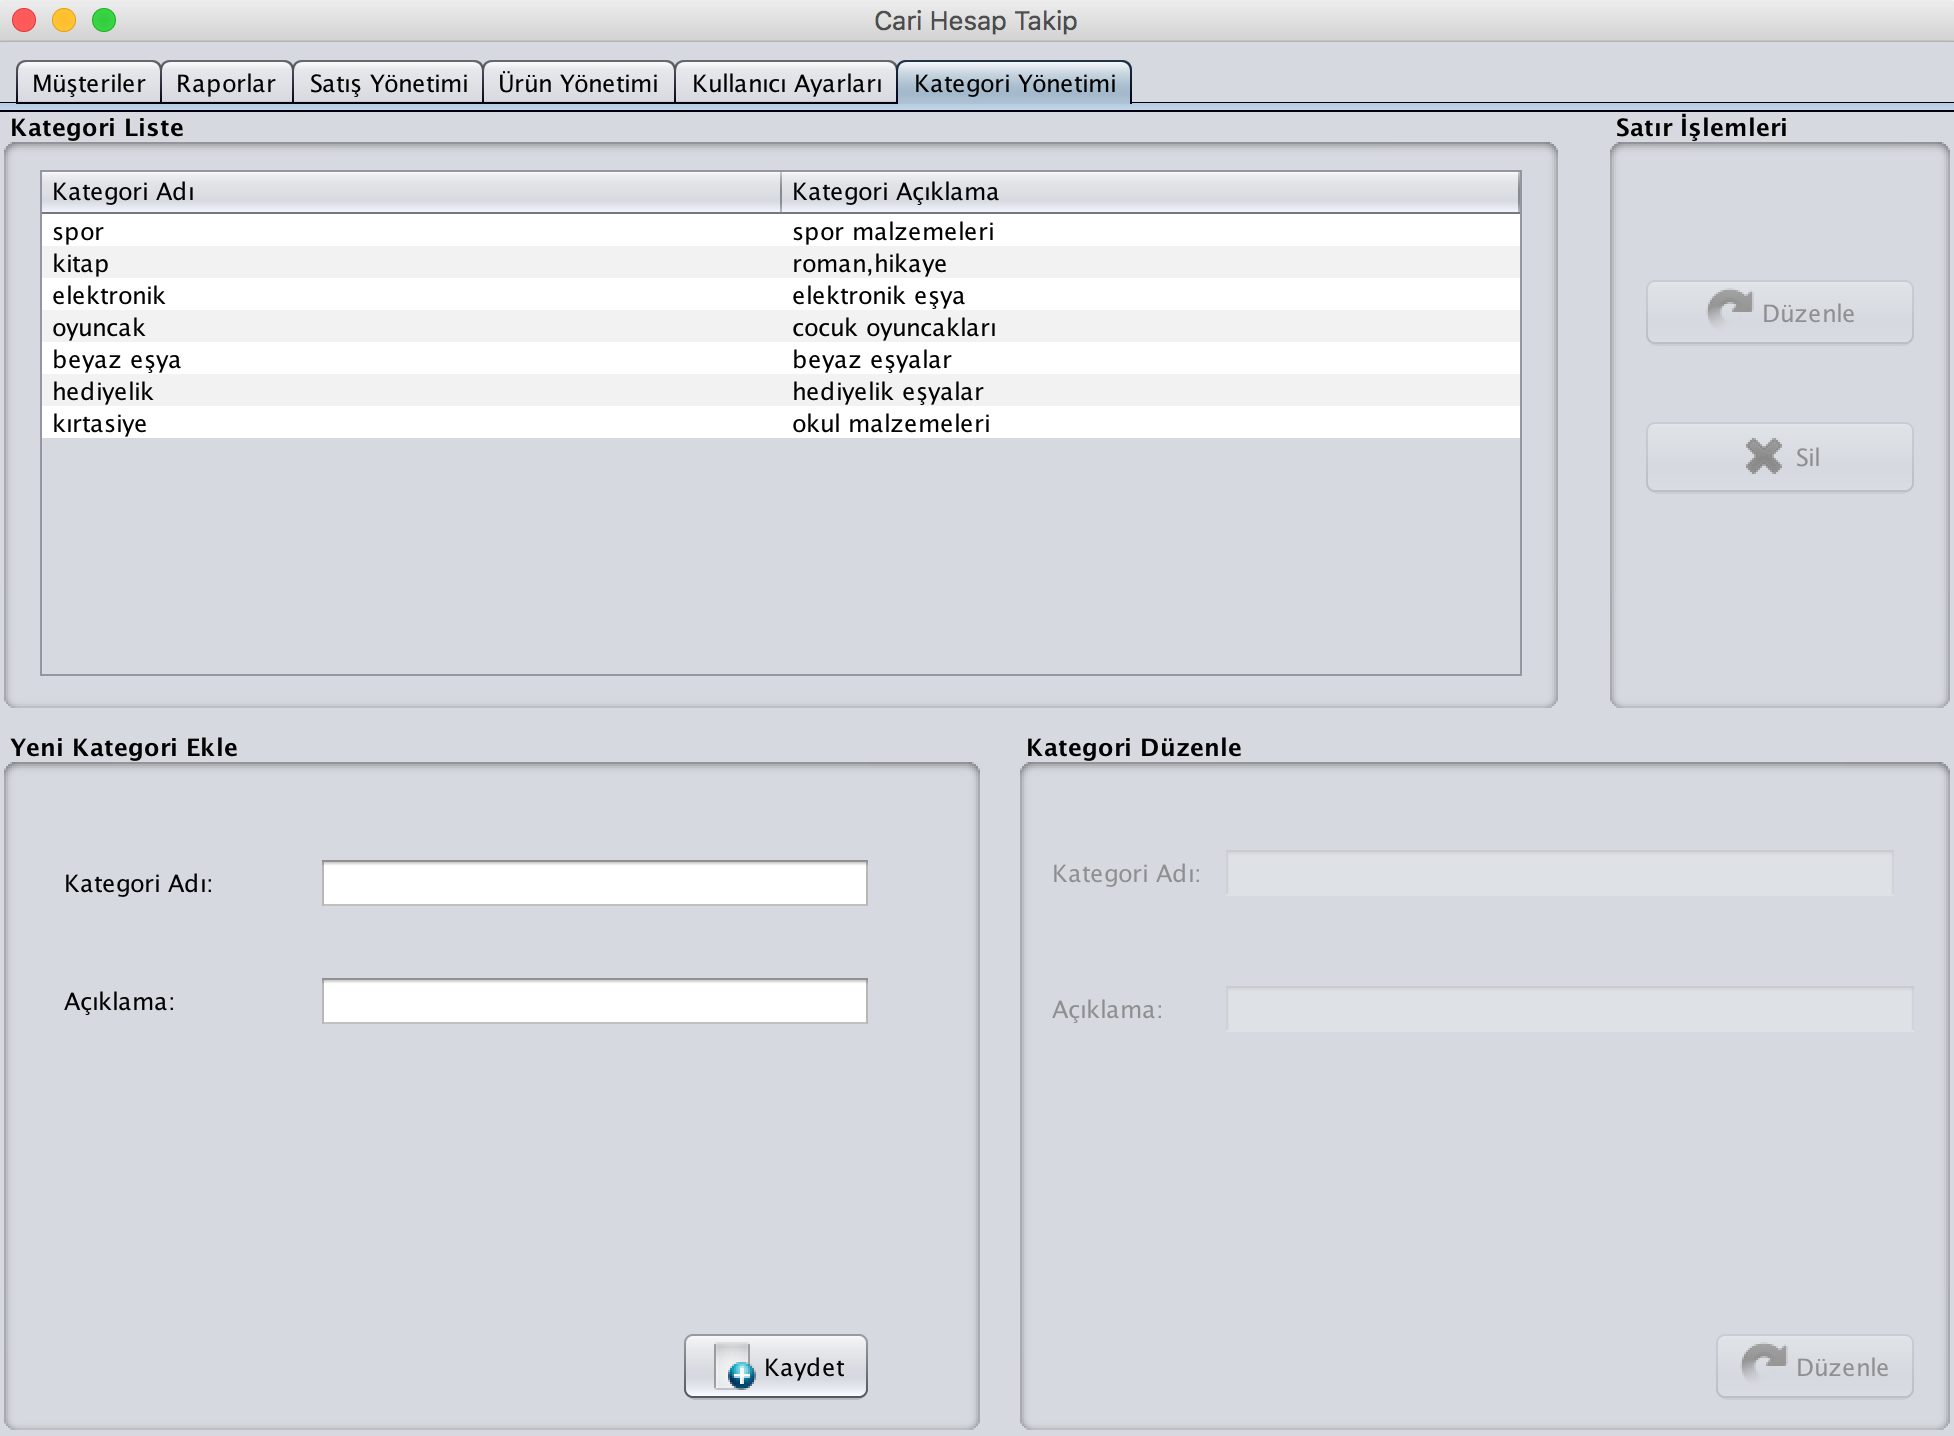 Cari Hesap Takip
Müşteriler Raporlar Satış Yönetimi Ürün Yönetimi Kullanıcı Ayarları Kategori Yönetimi
Kategori Liste
Kategori Adı Kategori Açıklama
spor spor malzemeleri
kitap roman,hikaye
elektronik elektronik eşya
oyuncak cocuk oyuncakları
beyaz eşya beyaz eşyalar
hediyelik hediyelik eşyalar
kırtasiye okul malzemeleri
Satır İşlemleri
Düzenle
Sil
Yeni Kategori Ekle
Kategori Adı:
Açıklama:
Kaydet
Kategori Düzenle
Kategori Adı:
Açıklama:
Düzenle